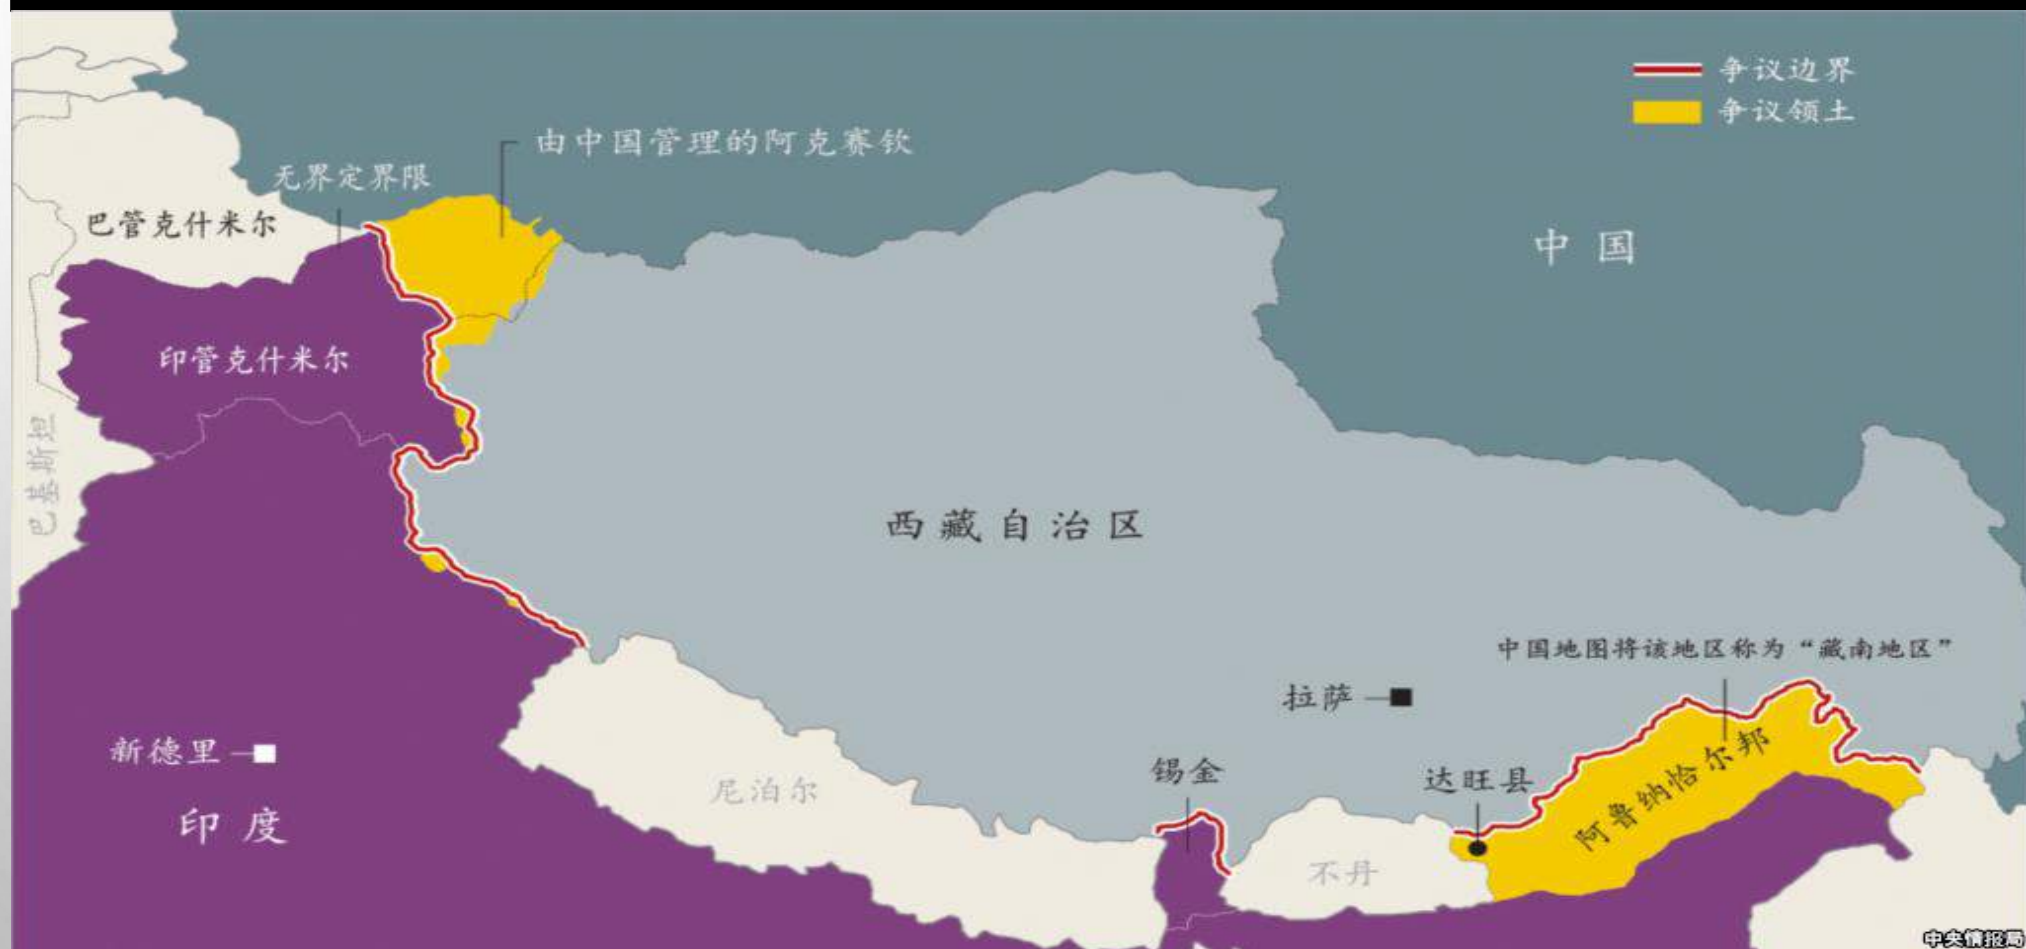 争议边界
争议领土
由中国管理的阿克赛钦
无界定界限
巴管克什米尔
中国
印管克什米尔
巴基斯坦
西藏自治区
中国地图将该地区称为“藏南地区”
拉萨
新德里
锡金
达旺县
阿鲁纳恰尔邦
尼泊尔
印度
不丹
中央情报局